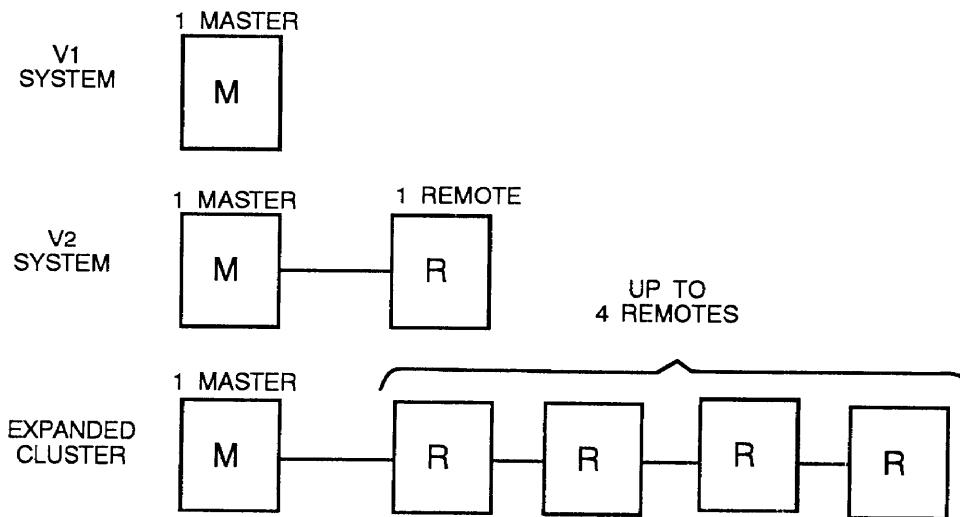 1 MASTER
V1
SYSTEM
M
1 MASTER
1 REMOTE
V2
SYSTEM
M
R
UP TO
4 REMOTES
1 MASTER
EXPANDED
CLUSTER
M
R
R
R
R